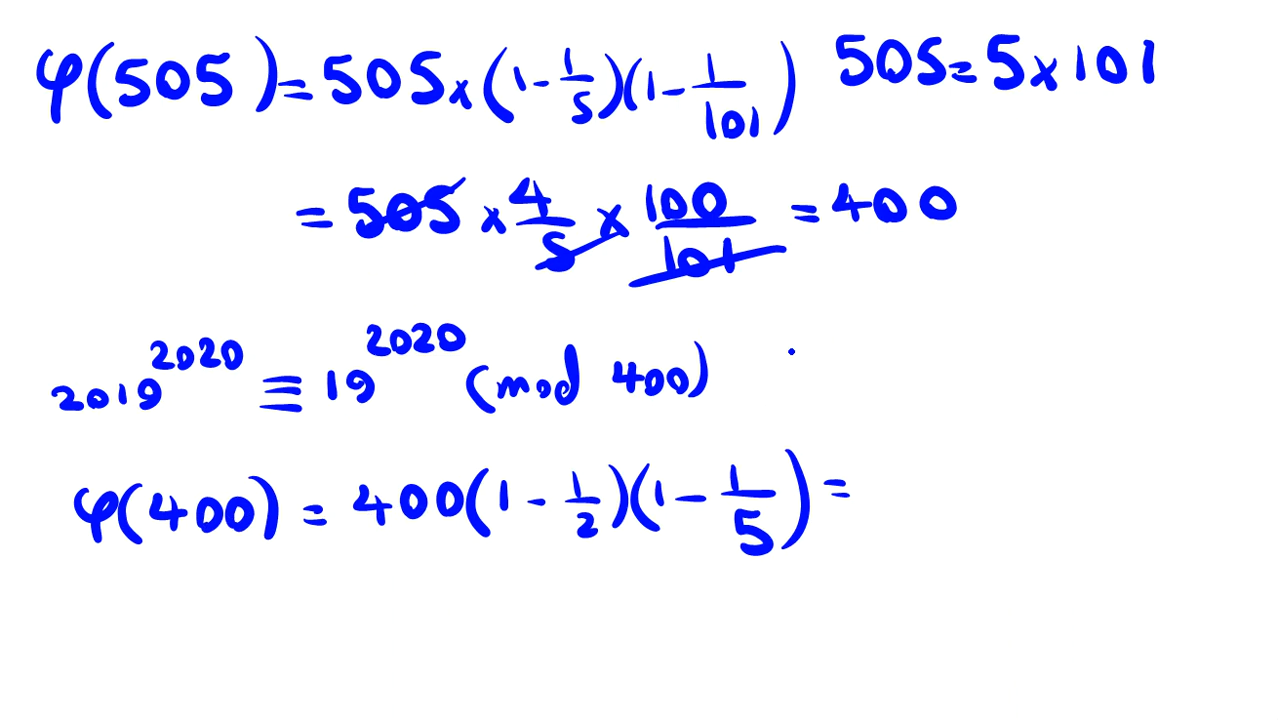 φ(505) = 505 × (1 - 1/5)(1 - 1/101) 505 = 5 × 101
= 505 × 4/5 × 100/101 = 400
2019^2020 ≡ 19^2020 (mod 400)
φ(400) = 400(1 - 1/2)(1 - 1/5) =